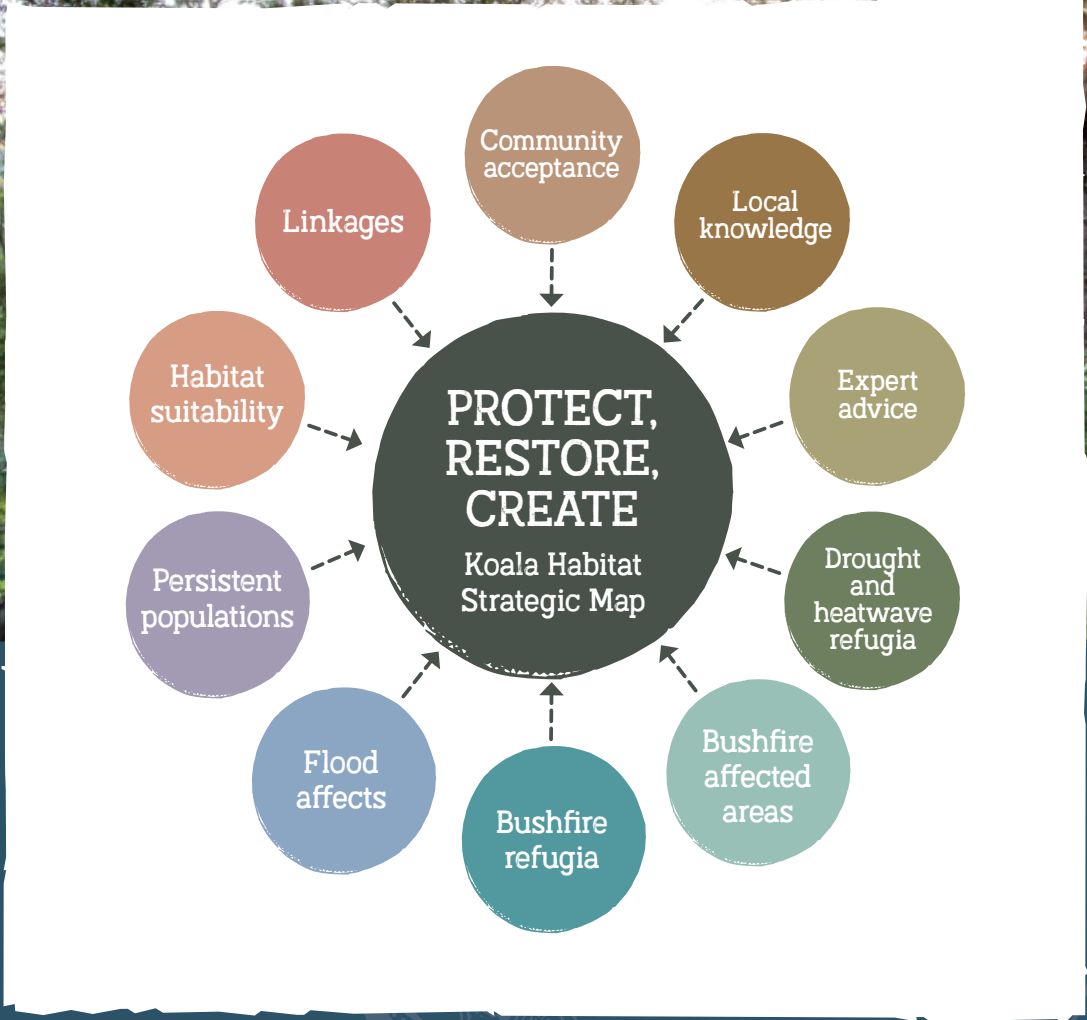 Community
acceptance
Local
knowledge
Expert
advice
Drought
and
heatwave
refugia
Bushfire
affected
areas
Bushfire
refugia
Flood
affects
Persistent
populations
Habitat
suitability
Linkages
PROTECT,
RESTORE,
CREATE
Koala Habitat
Strategic Map